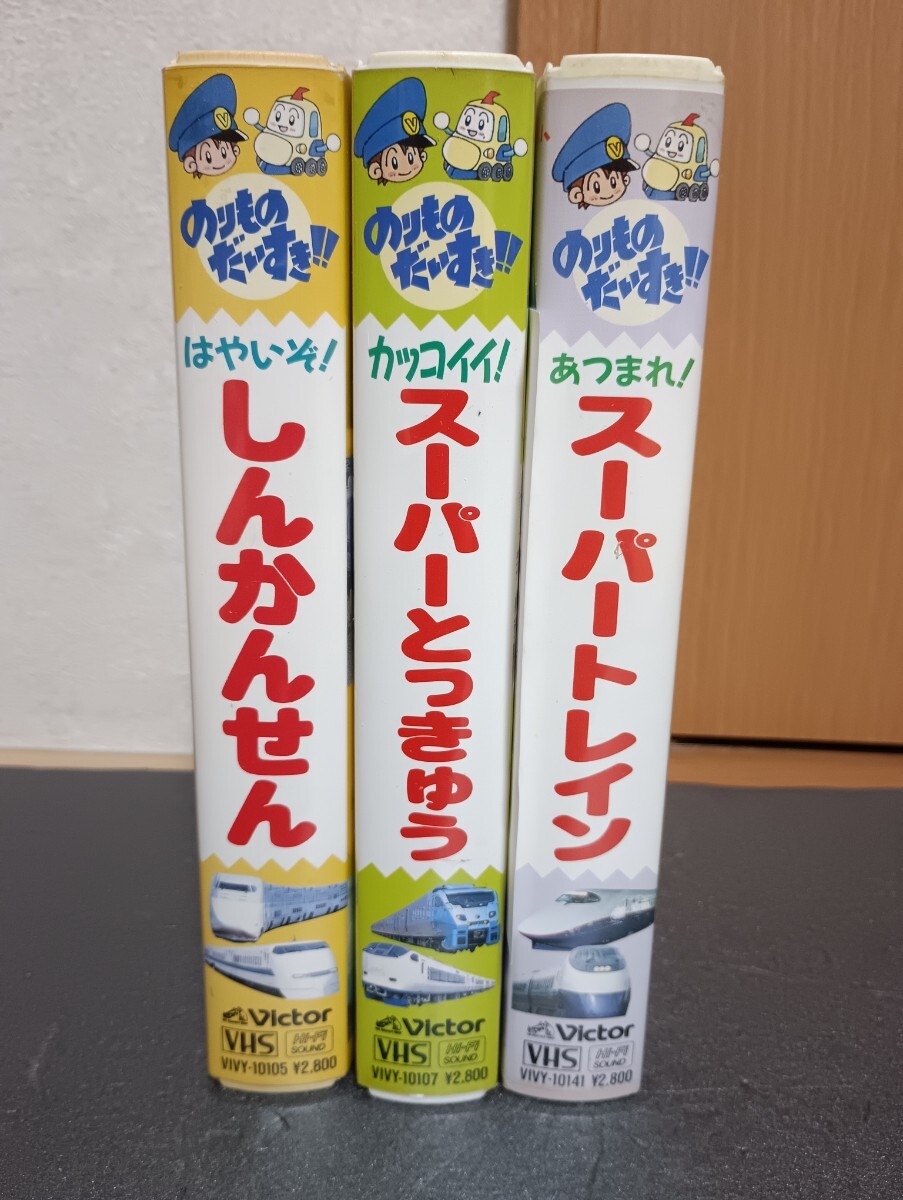 V
のりもの
だいすき!!
はやいぞ!
しんかんせん
Victor
VHS
Hi-Fi
SOUND
VIVY-10105 ¥2,800
V
のりもの
だいすき!!
カッコイイ!
スーパーとっきゅう
Victor
VHS
Hi-Fi
SOUND
VIVY-10107 ¥2,800
V
のりもの
だいすき!!
あつまれ!
スーパートレイン
Victor
VHS
Hi-Fi
SOUND
VIVY-10141 ¥2,800